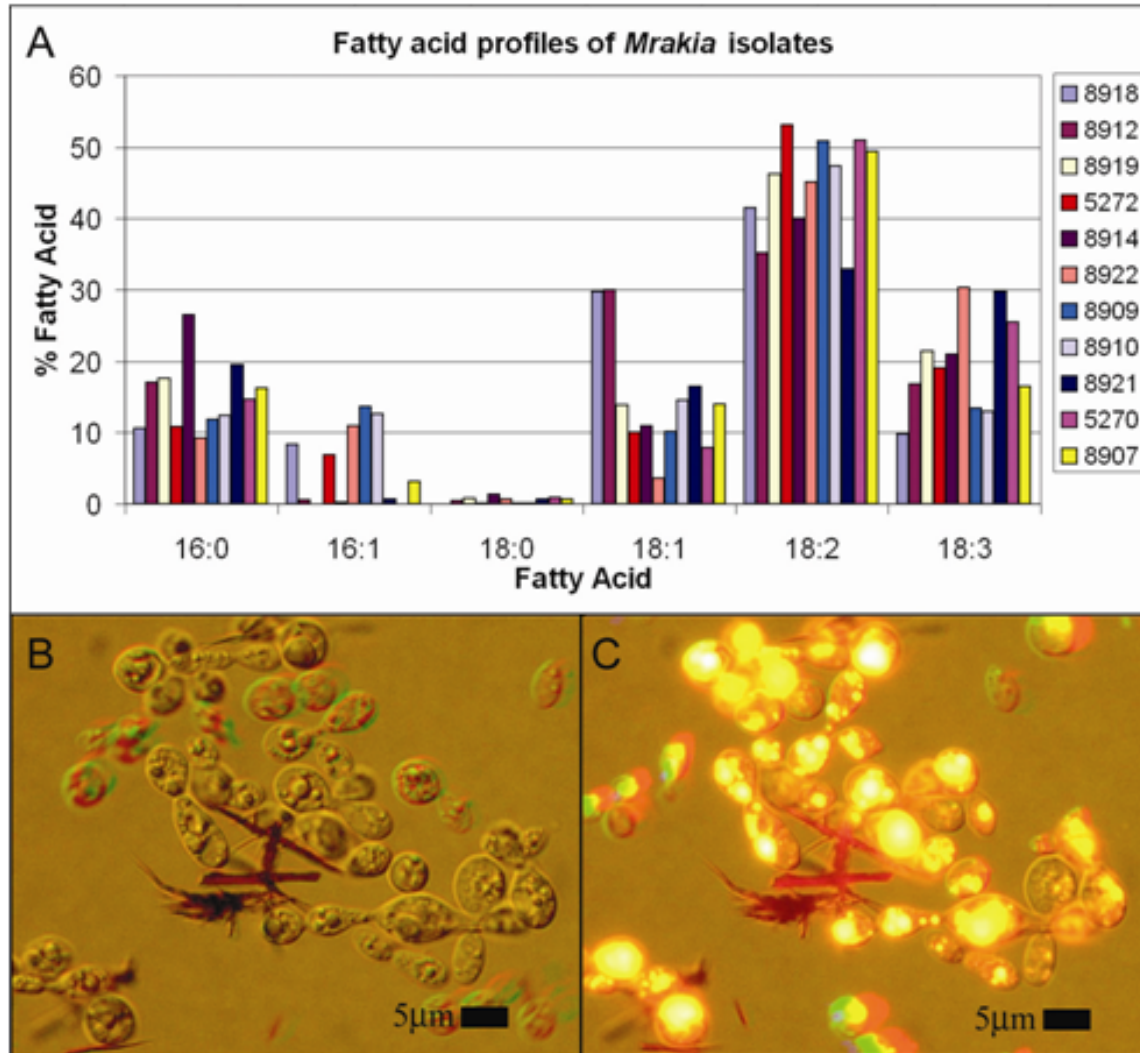 A
Fatty acid profiles of Mrakia isolates
60
50
40
30
20
10
0
% Fatty Acid
16:0 16:1 18:0 18:1 18:2 18:3
Fatty Acid
8918
8912
8919
5272
8914
8922
8909
8910
8921
5270
8907
B
5μm
C
5μm